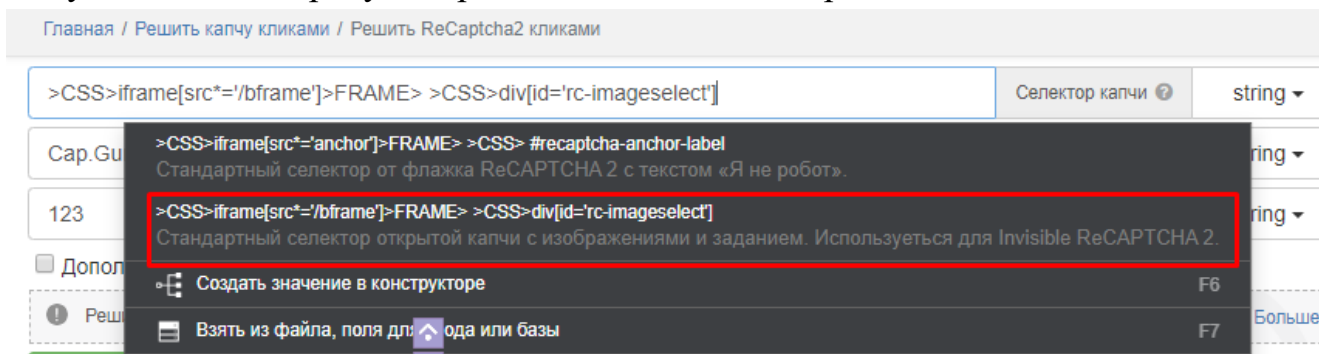 Главная / Решить капчу кликами / Решить ReCaptcha2 кликами
>CSS>iframe[src*='/bframe']>FRAME> >CSS>div[id='rc-imageselect'] Селектор капчи string
Cap.Gu
>CSS>iframe[src*='anchor']>FRAME> >CSS> #recaptcha-anchor-label
Стандартный селектор от флажка ReCAPTCHA 2 с текстом «Я не робот».
ring
123
>CSS>iframe[src*='/bframe']>FRAME> >CSS>div[id='rc-imageselect']
Стандартный селектор открытой капчи с изображениями и заданием. Используеться для Invisible ReCAPTCHA 2.
ring
Допол
Создать значение в конструкторе F6
Реш
Взять из файла, поля для ода или базы F7
Больше